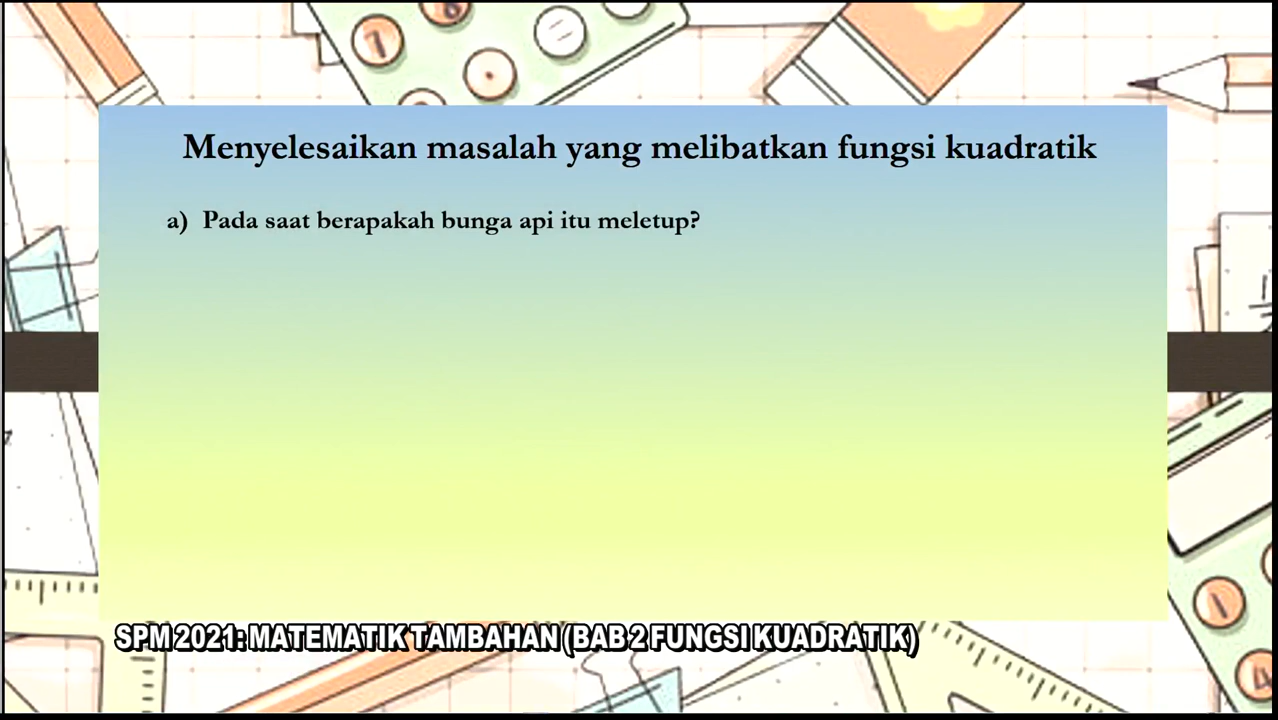 Menyelesaikan masalah yang melibatkan fungsi kuadratik
a) Pada saat berapakah bunga api itu meletup?
SPM 2021: MATEMATIK TAMBAHAN (BAB 2 FUNGSI KUADRATIK)